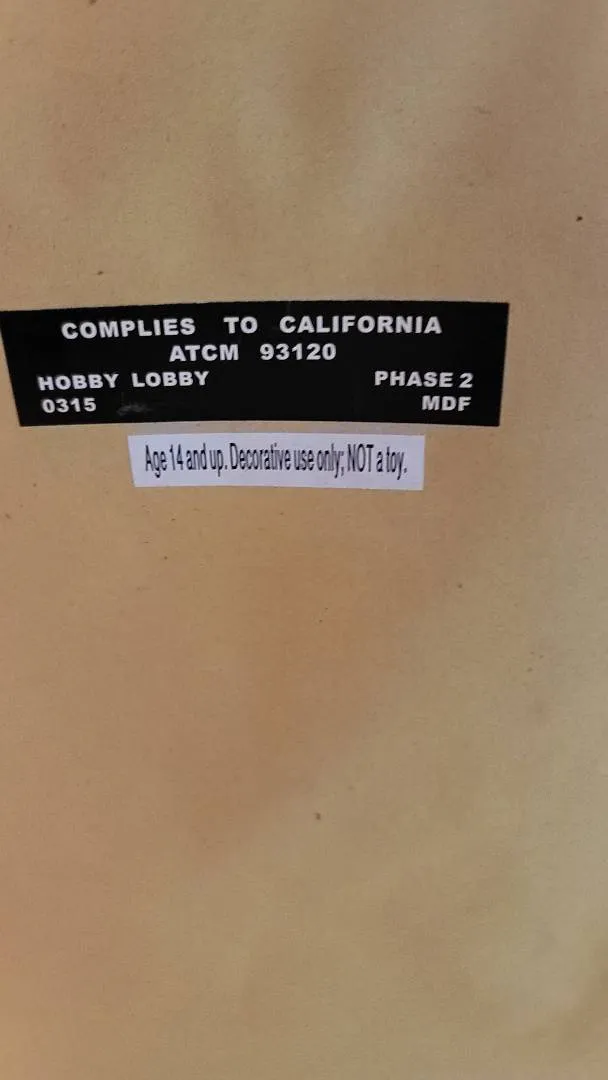 COMPLIES TO CALIFORNIA
ATCM 93120
HOBBY LOBBY PHASE 2
0315 MDF
Age 14 and up. Decorative use only; NOT a toy.